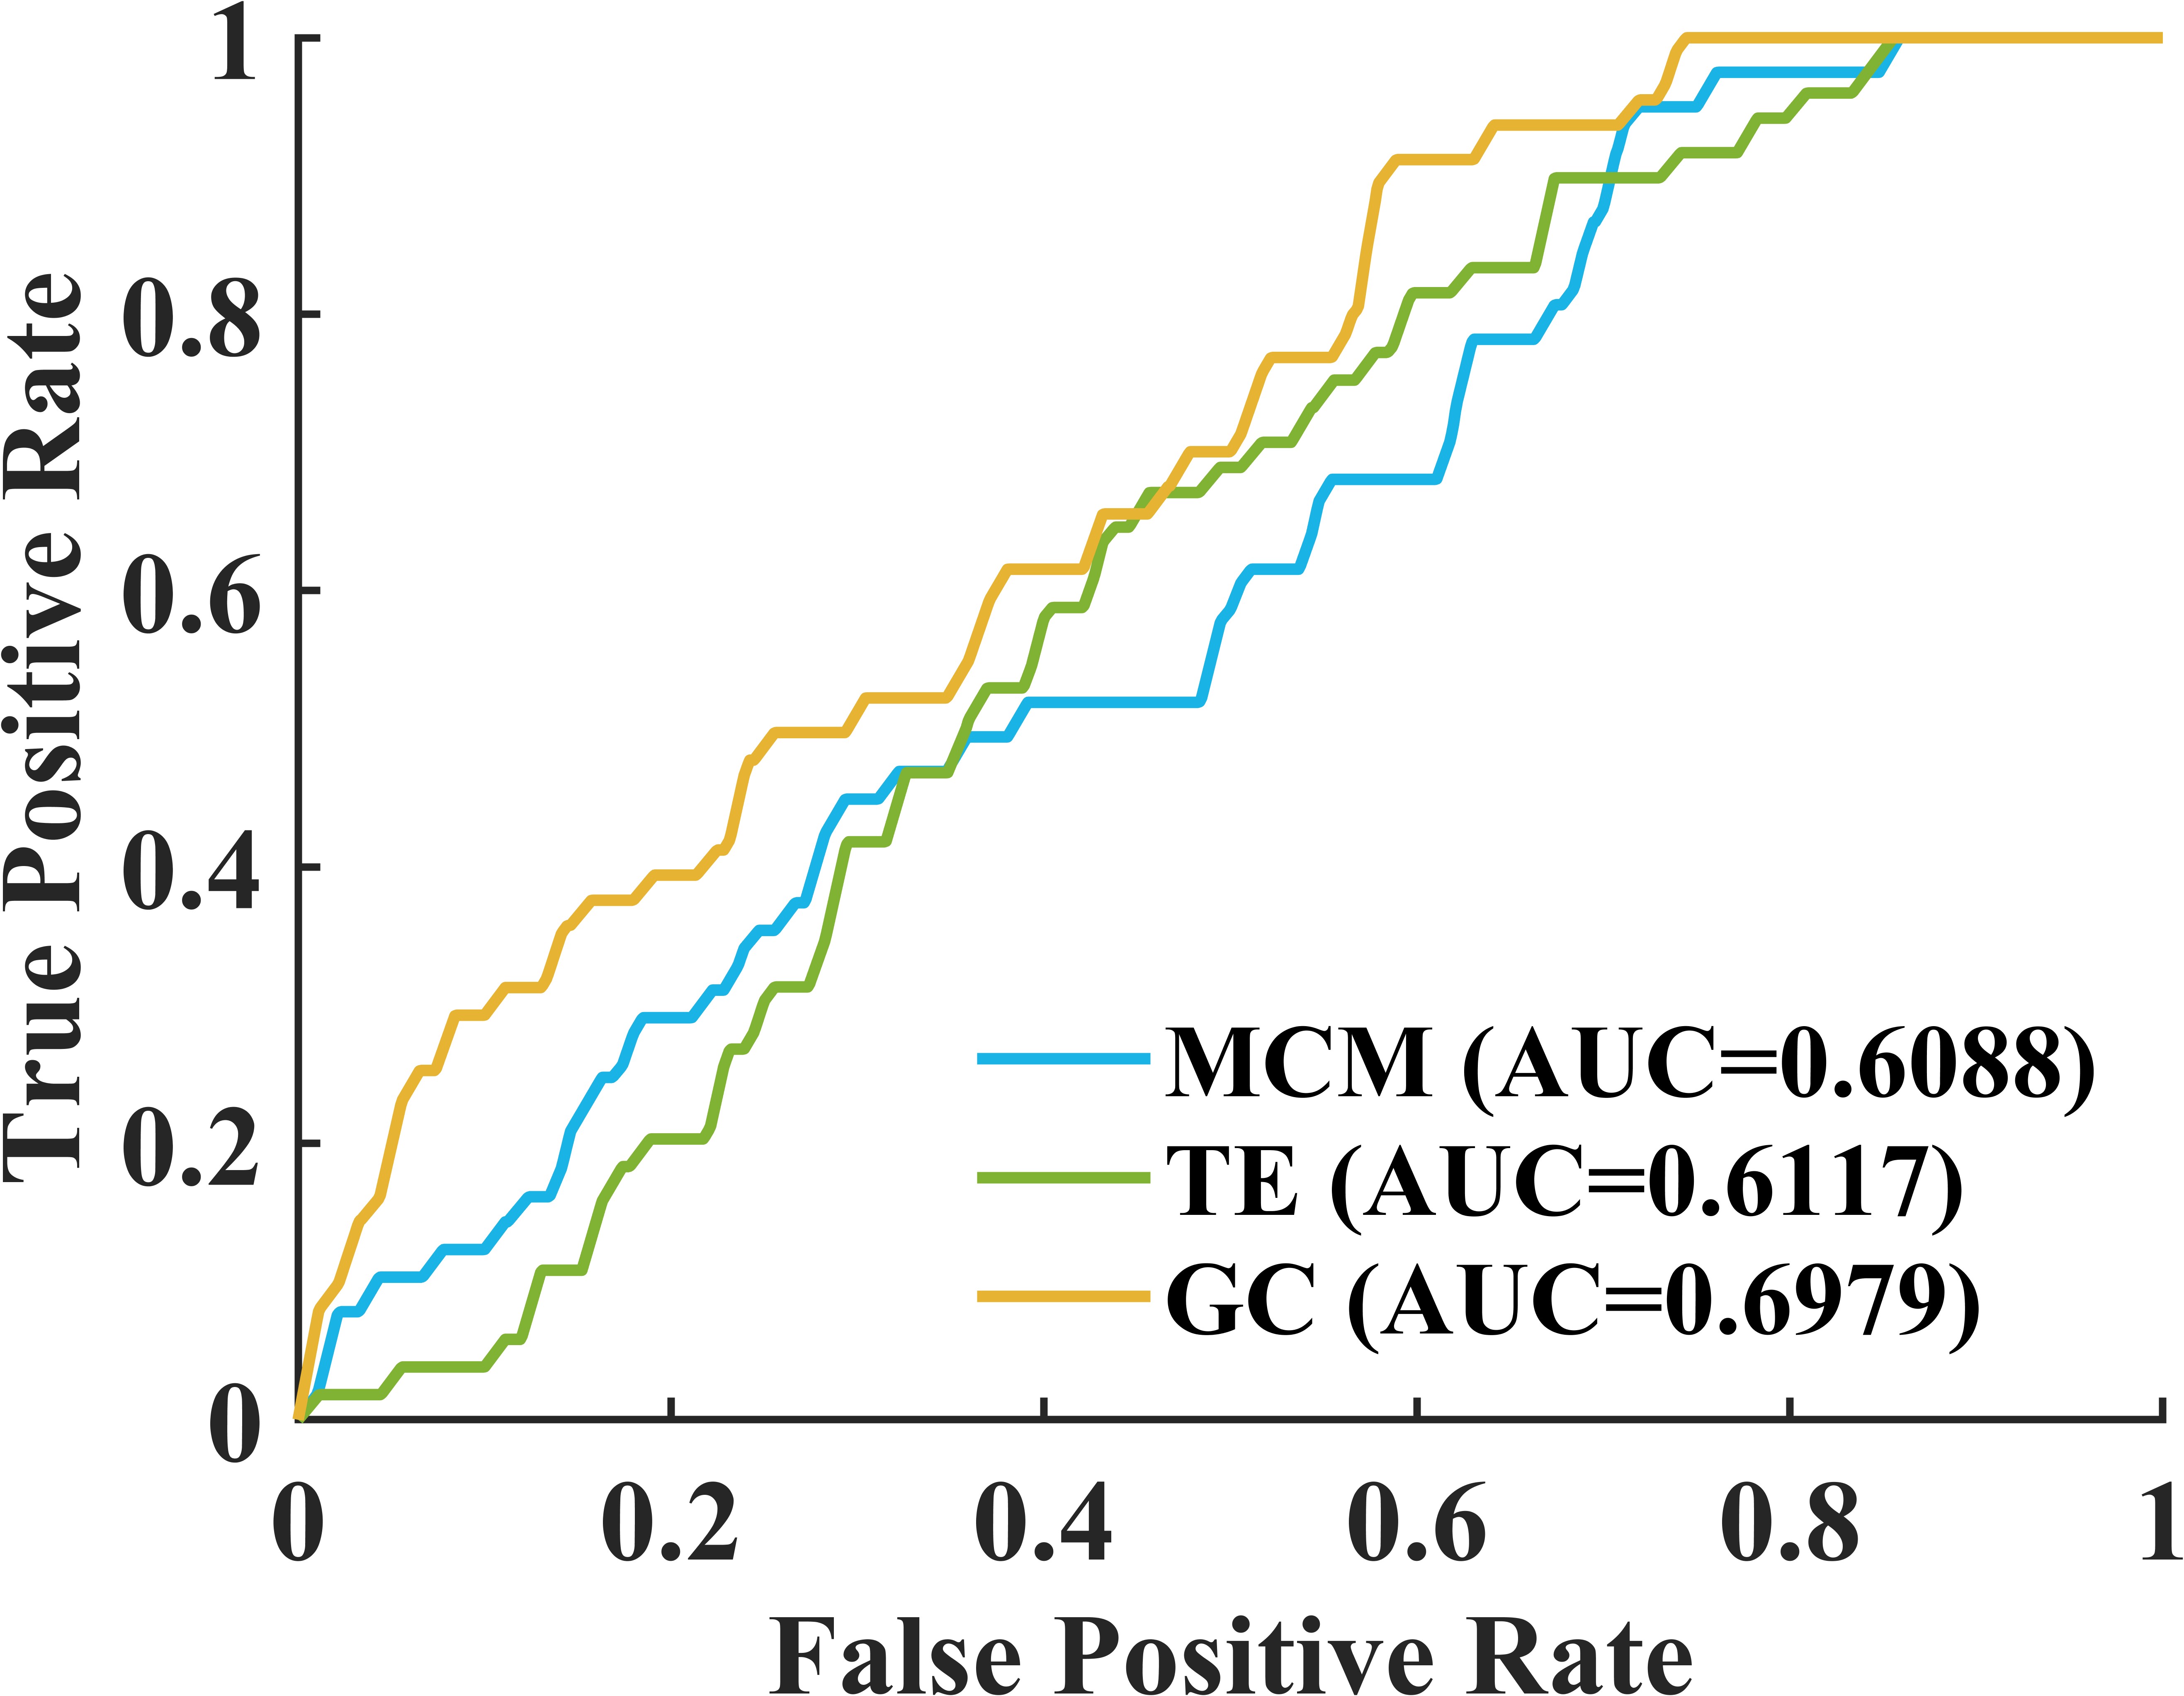 True Positive Rate
1
0.8
0.6
0.4
0.2
0
MCM (AUC=0.6088)
TE (AUC=0.6117)
GC (AUC=0.6979)
0 0.2 0.4 0.6 0.8 1
False Positive Rate